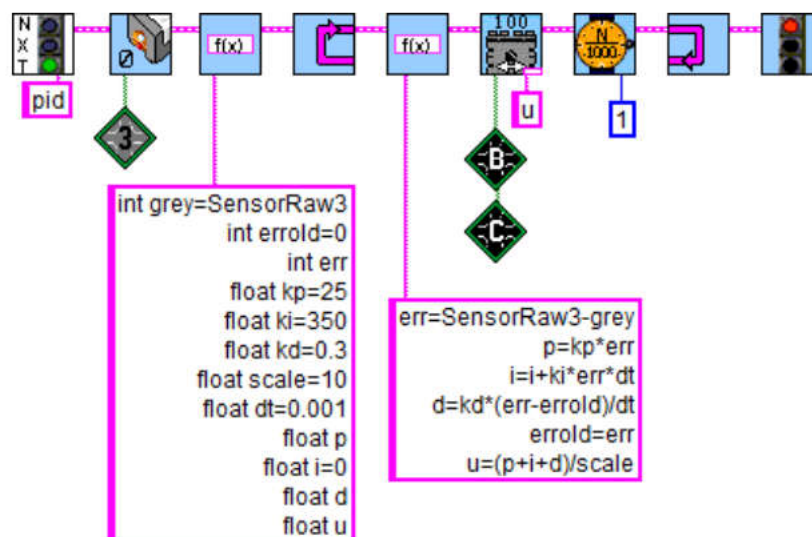 N
X
T
0
f(x)
f(x)
100
N
1000
pid
3
u
1
B
C
int grey=SensorRaw3
int errold=0
int err
float kp=25
float ki=350
float kd=0.3
float scale=10
float dt=0.001
float p
float i=0
float d
float u
err=SensorRaw3-grey
p=kp*err
i=i+ki*err*dt
d=kd*(err-errold)/dt
errold=err
u=(p+i+d)/scale